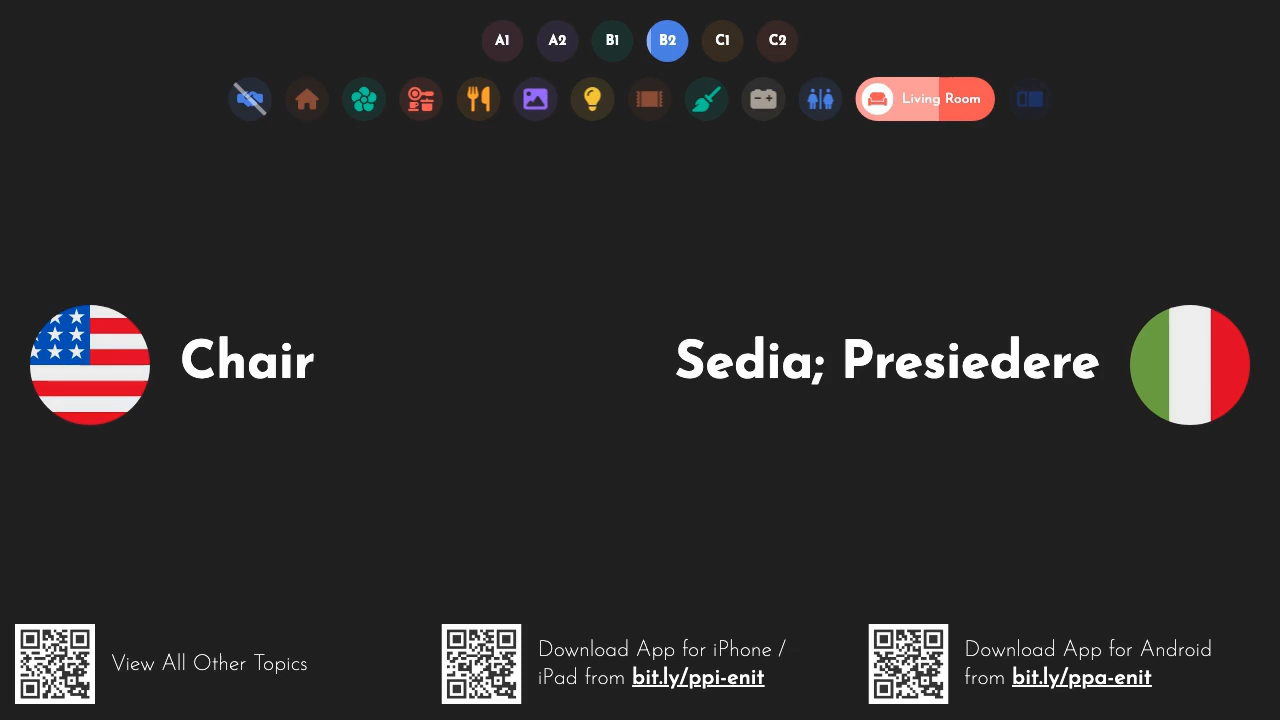 A1 A2 B1 B2 C1 C2
Living Room
Chair
Sedia; Presiedere
View All Other Topics
Download App for iPhone /
iPad from bit.ly/ppi-enit
Download App for Android
from bit.ly/ppa-enit